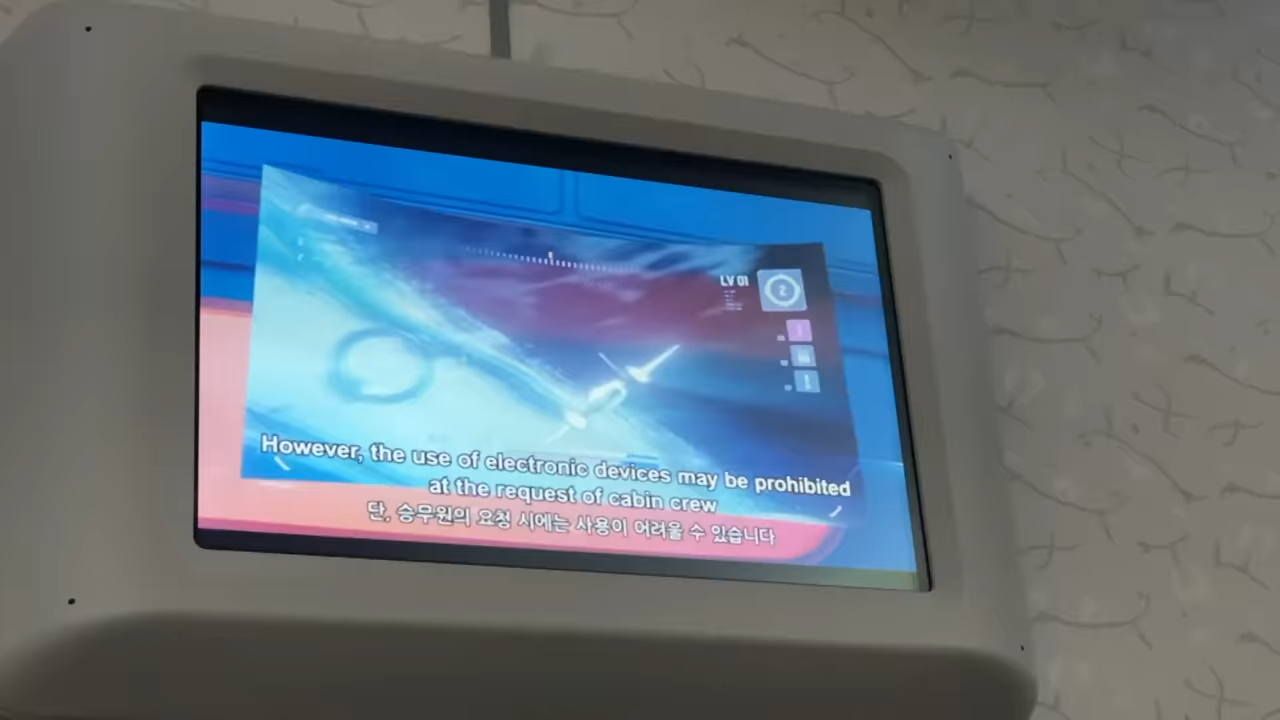 LV 01
2
However, the use of electronic devices may be prohibited
at the request of cabin crew
단, 승무원의 요청 시에는 사용이 어려울 수 있습니다